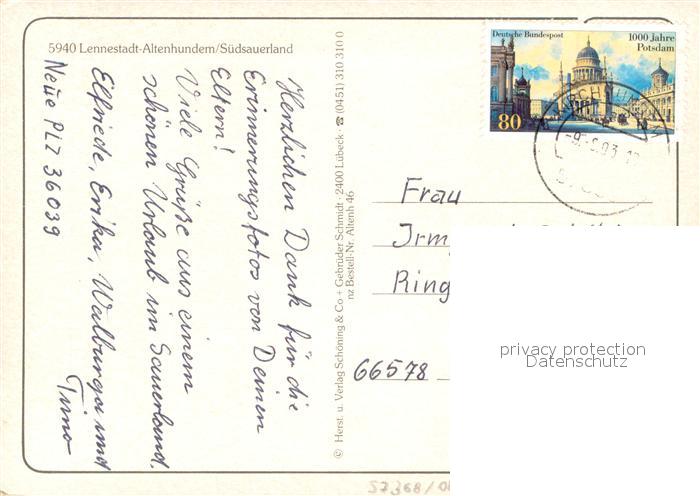 5940 Lennestadt-Altenhundem/Südsauerland
Herzlichen Dank für die
Erinnerungsfotos von Deinen
Eltern!
Viele Grüße aus einem
schönen Urlaub im Sauerland.
Elfriede, Erika, Walburga und
Timo
Neue PLZ 36039
© Herst. u. Verlag Schöning & Co + Gebrüder Schmidt · 2400 Lübeck · ☎ (0451) 310 310 0
nz Bestell-Nr. Altenh 46
Deutsche Bundespost
1000 Jahre
Potsdam
80
Frau
Ring
66578
privacy protection
Datenschutz